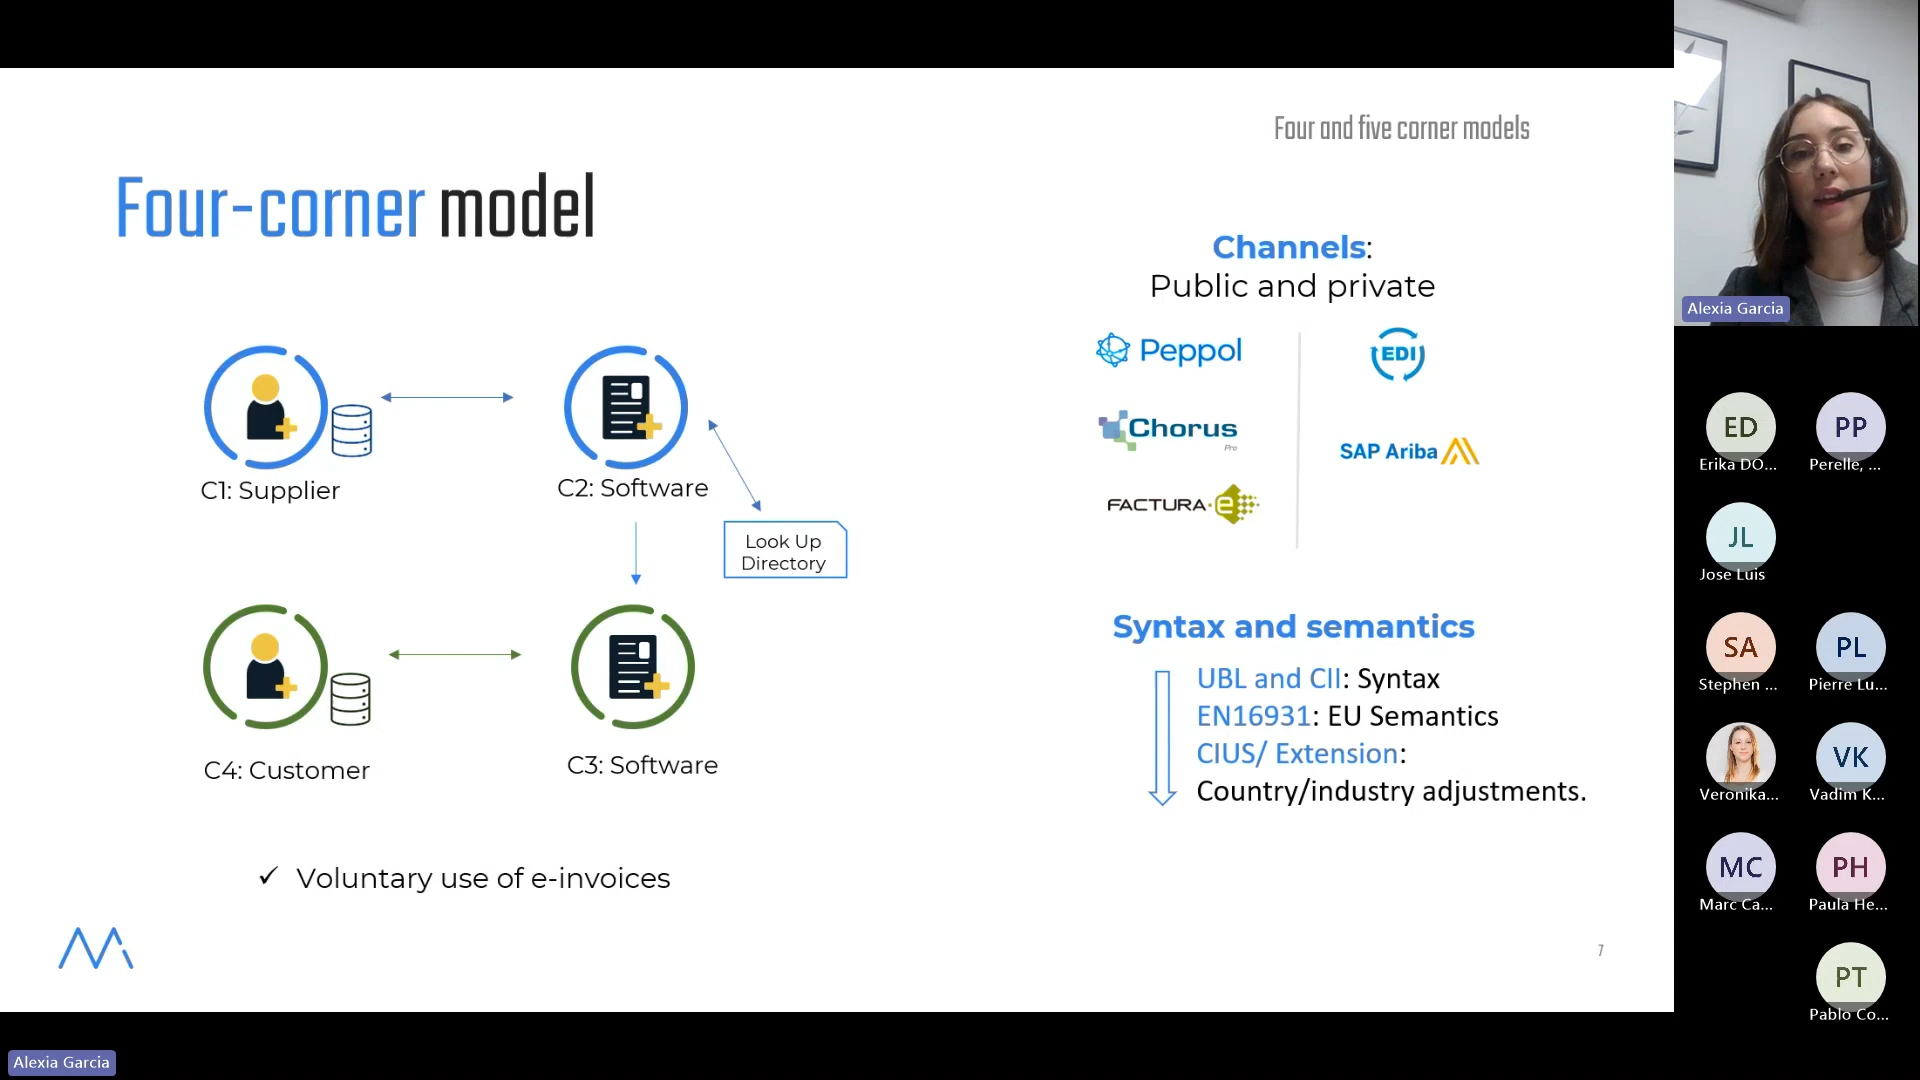 Four and five corner models
Four-corner model
Channels:
Public and private
Peppol
EDI
Chorus
Pro
SAP Ariba
FACTURA-e
C1: Supplier
C2: Software
Look Up
Directory
C4: Customer
C3: Software
Syntax and semantics
UBL and CII: Syntax
EN16931: EU Semantics
CIUS/ Extension:
Country/industry adjustments.
✓ Voluntary use of e-invoices
7
Alexia Garcia
Alexia Garcia
ED
Erika DO...
PP
Perelle, ...
JL
Jose Luis
SA
Stephen ...
PL
Pierre Lu...
Veronika...
VK
Vadim K...
MC
Marc Ca...
PH
Paula He...
PT
Pablo Co...